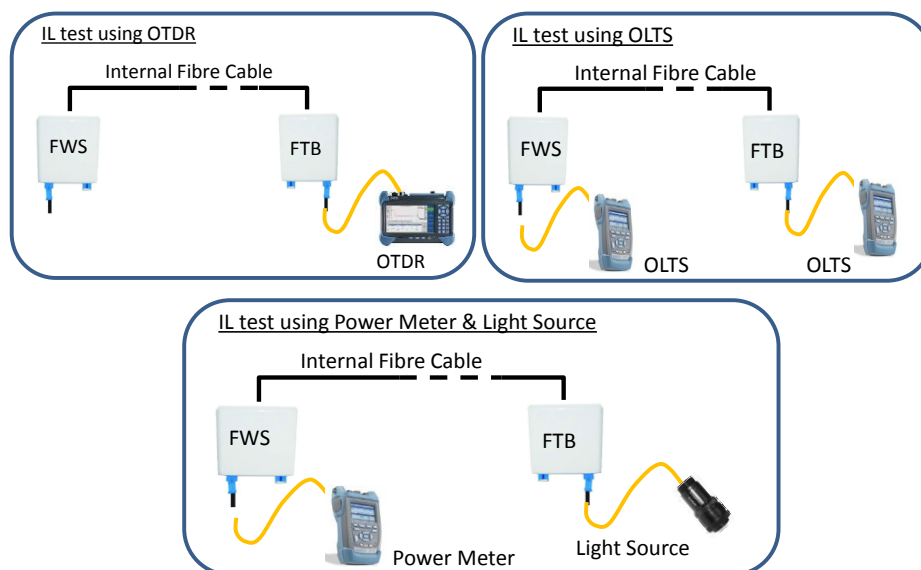 IL test using OTDR
Internal Fibre Cable
FWS
FTB
OTDR
IL test using OLTS
Internal Fibre Cable
FWS
FTB
OLTS
OLTS
IL test using Power Meter & Light Source
Internal Fibre Cable
FWS
FTB
Power Meter
Light Source